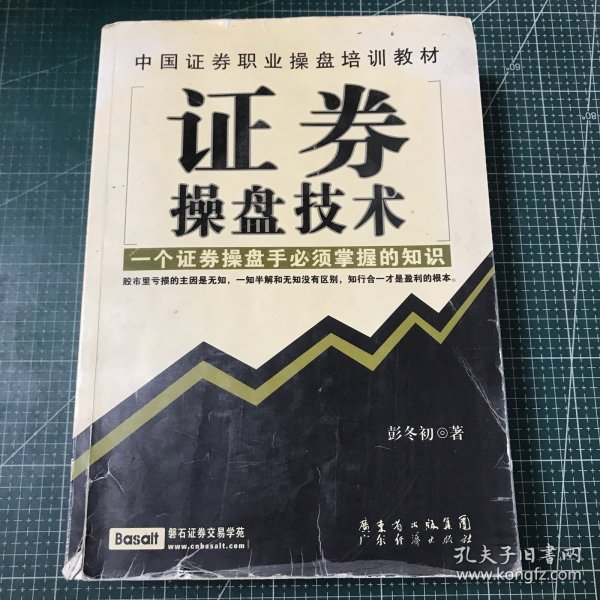 中国证券职业操盘培训教材
证券
操盘技术
一个证券操盘手必须掌握的知识
股市里亏损的主因是无知，一知半解和无知没有区别，知行合一才是盈利的根本。
彭冬初◎著
Basalt
磐石证券交易学苑
www.cnbasalt.com
廣東省出版集團
广东经济出版社
孔夫子旧书网
www.kongfz.com
60°